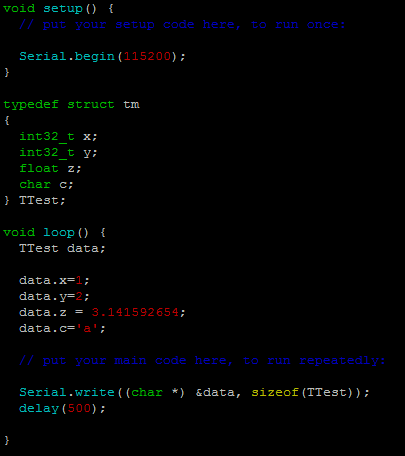 void setup() {
  // put your setup code here, to run once:
  Serial.begin(115200);
}
typedef struct tm
{
  int32_t x;
  int32_t y;
  float z;
  char c;
} TTest;
void loop() {
  TTest data;
  data.x=1;
  data.y=2;
  data.z = 3.141592654;
  data.c='a';
  // put your main code here, to run repeatedly:
  Serial.write((char *) &data, sizeof(TTest));
  delay(500);
}